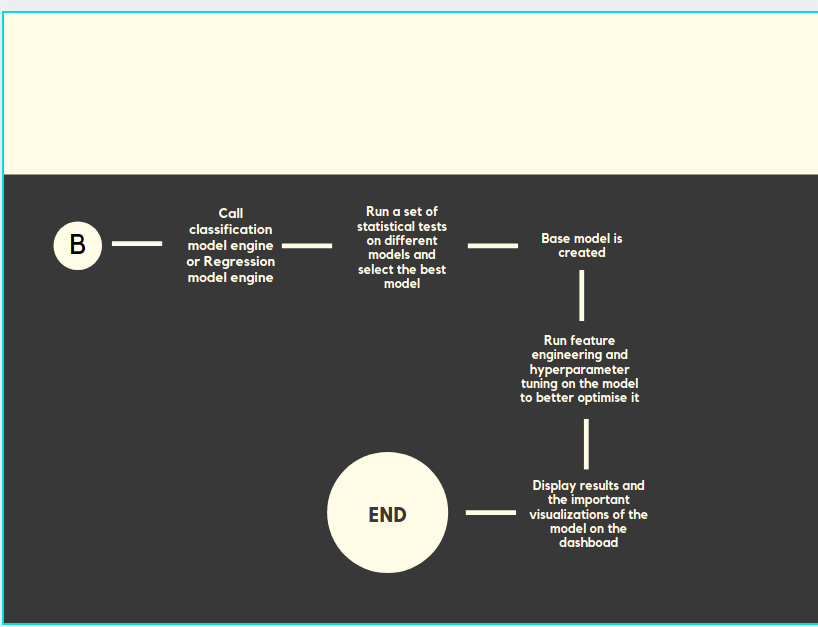 B
Call
classification
model engine
or Regression
model engine
Run a set of
statistical tests
on different
models and
select the best
model
Base model is
created
Run feature
engineering and
hyperparameter
tuning on the model
to better optimise it
Display results and
the important
visualizations of the
model on the
dashboad
END